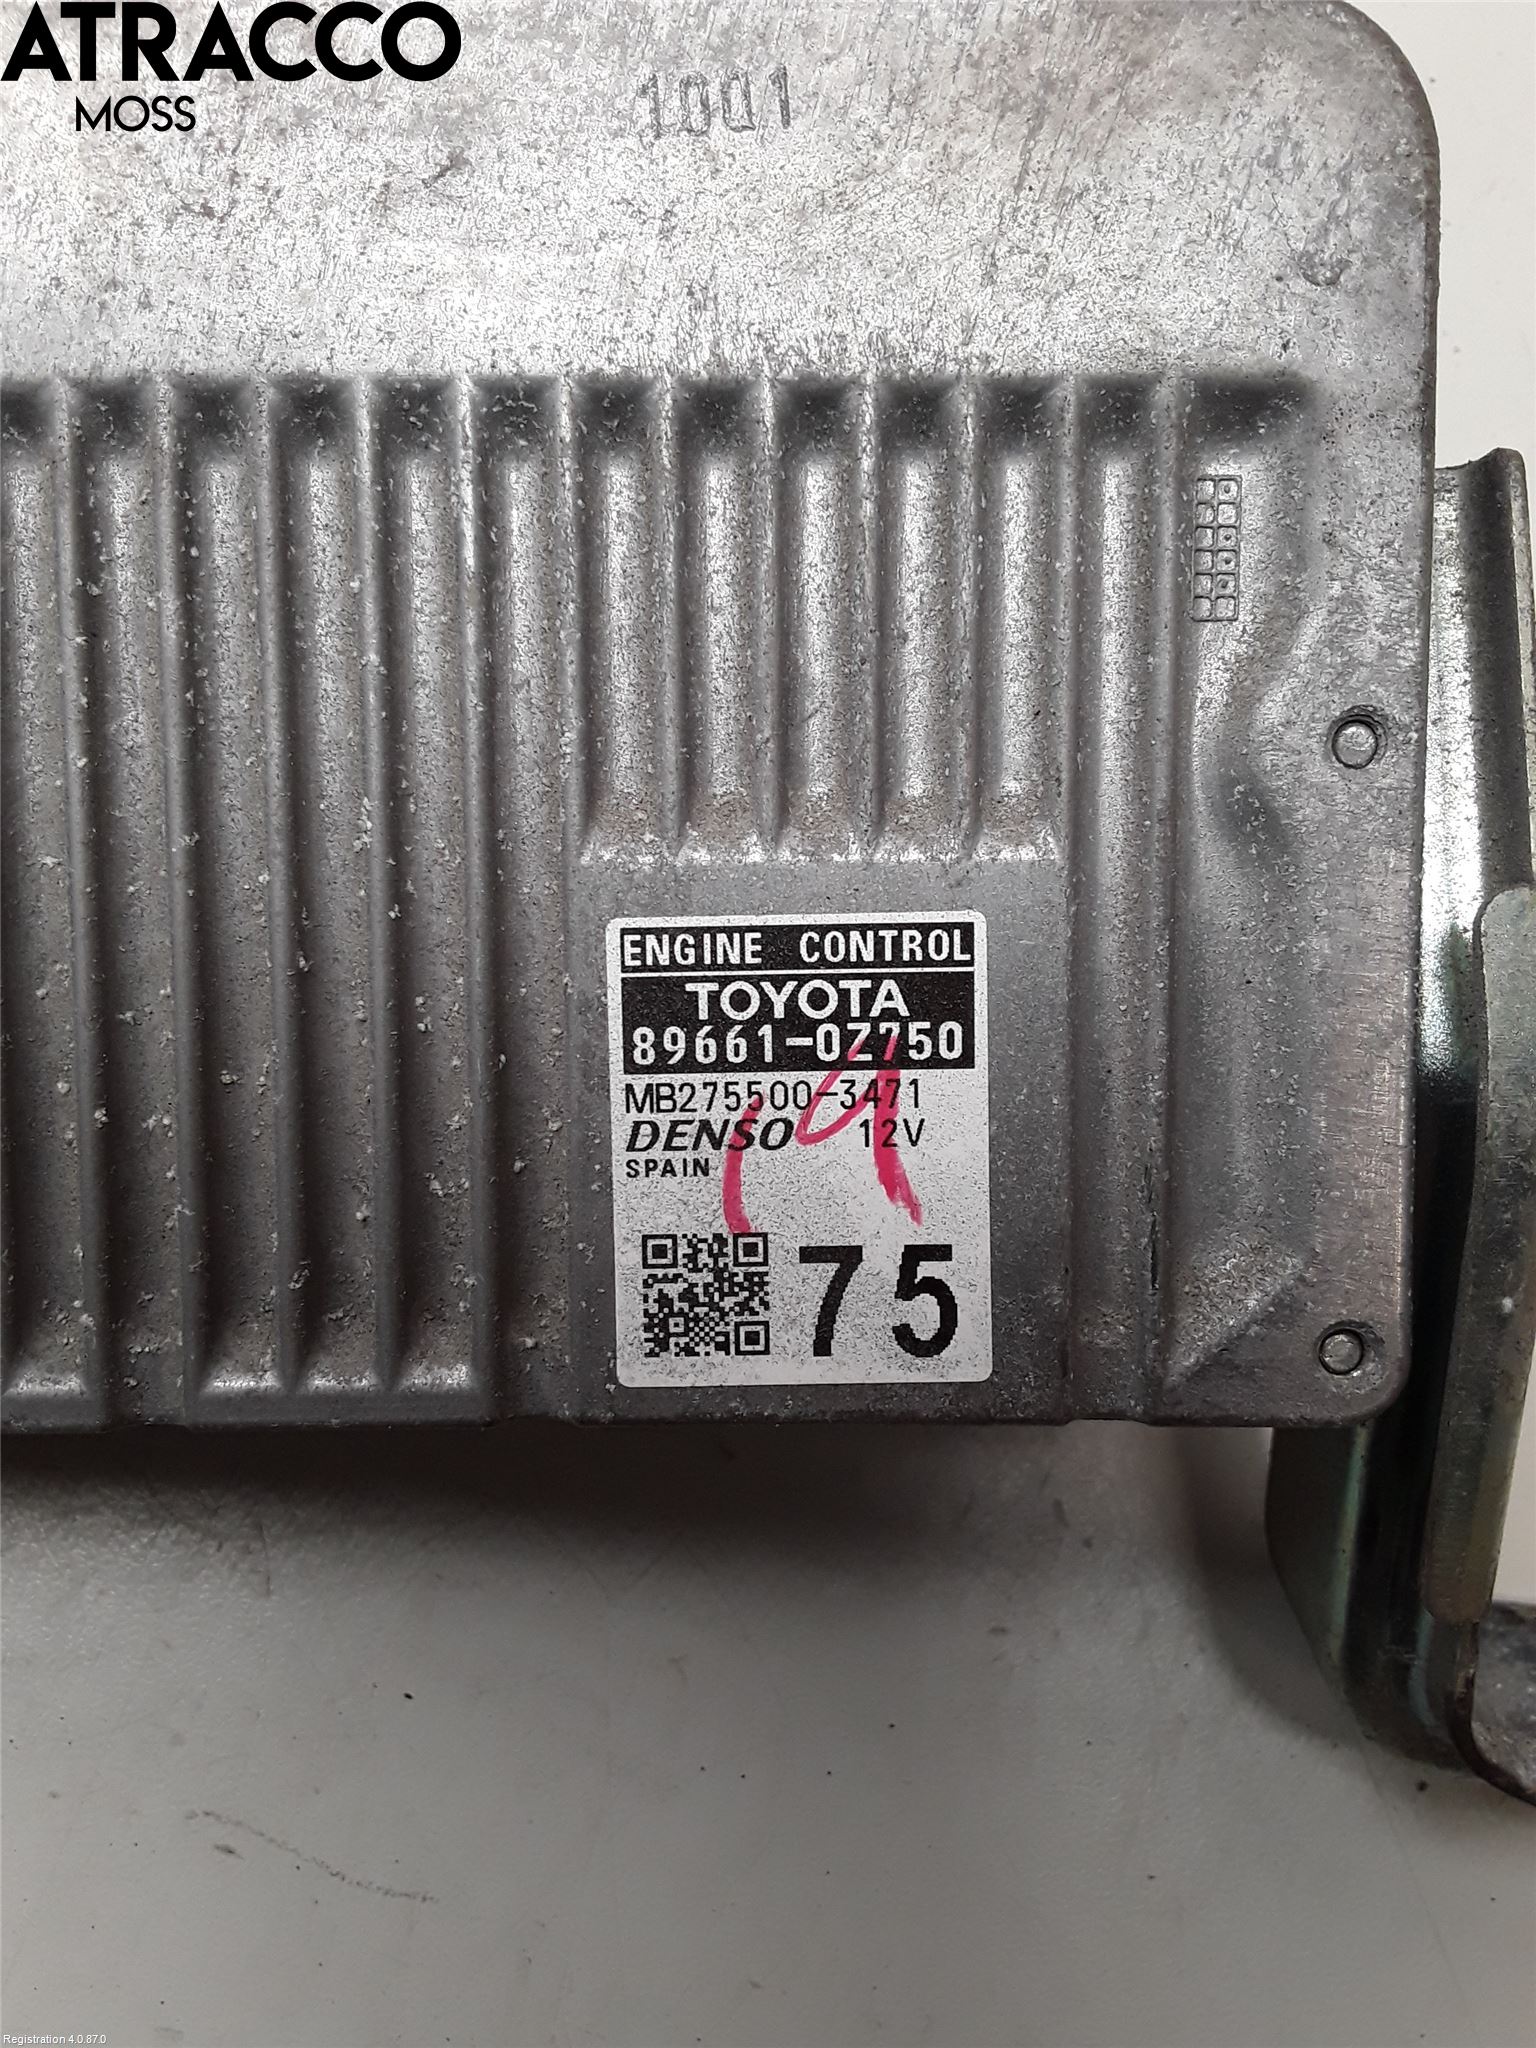 ATRACCO
MOSS
1001
ENGINE CONTROL
TOYOTA
89661-0Z750
MB275500-3471
DENSO 12V
SPAIN
19
75
Registration 4.0.87.0